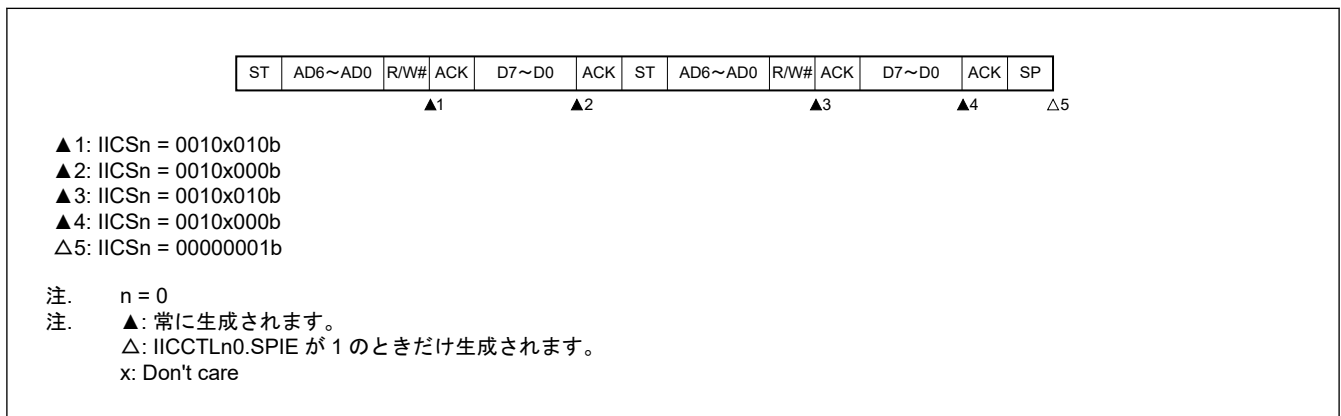 ST AD6～AD0 R/W# ACK D7～D0 ACK ST AD6～AD0 R/W# ACK D7～D0 ACK SP
▲1 ▲2 ▲3 ▲4 △5
▲1: IICSn = 0010x010b
▲2: IICSn = 0010x000b
▲3: IICSn = 0010x010b
▲4: IICSn = 0010x000b
△5: IICSn = 00000001b
注. n = 0
注. ▲: 常に生成されます。
△: IICCTLn0.SPIE が 1 のときだけ生成されます。
x: Don't care